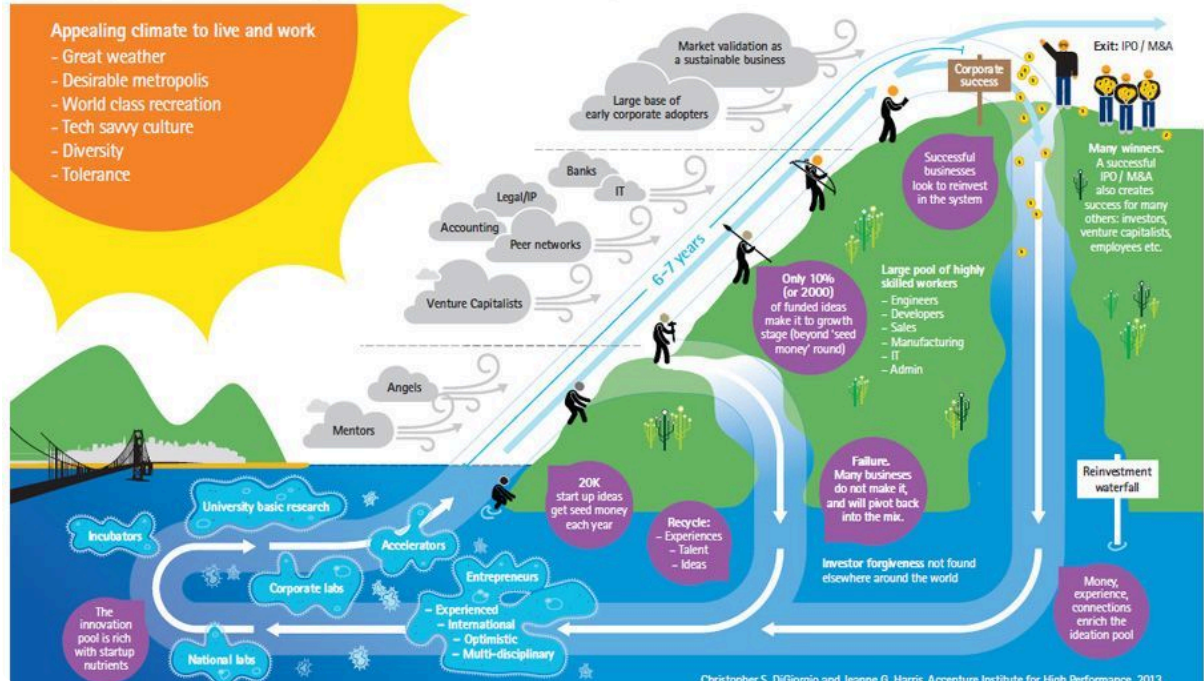 Appealing climate to live and work
- Great weather
- Desirable metropolis
- World class recreation
- Tech savvy culture
- Diversity
- Tolerance
Market validation as
a sustainable business
Large base of
early corporate adopters
Banks
IT
Legal/IP
Accounting
Peer networks
Venture Capitalists
Angels
Mentors
6-7 years
Corporate
success
Exit: IPO / M&A
Many winners.
A successful
IPO / M&A
also creates
success for many
others: investors,
venture capitalists,
employees etc.
Successful
businesses
look to reinvest
in the system
Only 10%
(or 2000)
of funded ideas
make it to growth
stage (beyond 'seed
money' round)
Large pool of highly
skilled workers
- Engineers
- Developers
- Sales
- Manufacturing
- IT
- Admin
20K
start up ideas
get seed money
each year
Recycle:
- Experiences
- Talent
- Ideas
Failure.
Many busineses
do not make it,
and will pivot back
into the mix.
Investor forgiveness not found
elsewhere around the world
Reinvestment
waterfall
Money,
experience,
connections
enrich the
ideation pool
University basic research
Incubators
Accelerators
Corporate labs
Entrepreneurs
- Experienced
- International
- Optimistic
- Multi-disciplinary
National labs
The
innovation
pool is rich
with startup
nutrients
Christopher S. DiGiorgio and Jeanne G. Harris, Accenture Institute for High Performance, 2013